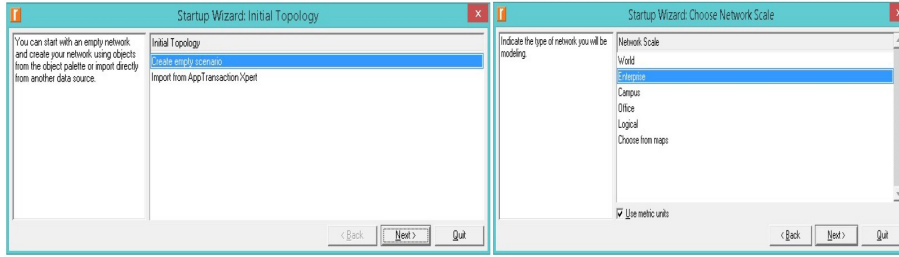 Startup Wizard: Initial Topology
You can start with an empty network
and create your network using objects
from the object palette or import directly
from another data source.
Initial Topology
Create empty scenario
Import from AppTransaction Xpert
< Back
Next >
Quit
Startup Wizard: Choose Network Scale
Indicate the type of network you will be
modeling.
Network Scale
World
Enterprise
Campus
Office
Logical
Choose from maps
Use metric units
< Back
Next >
Quit